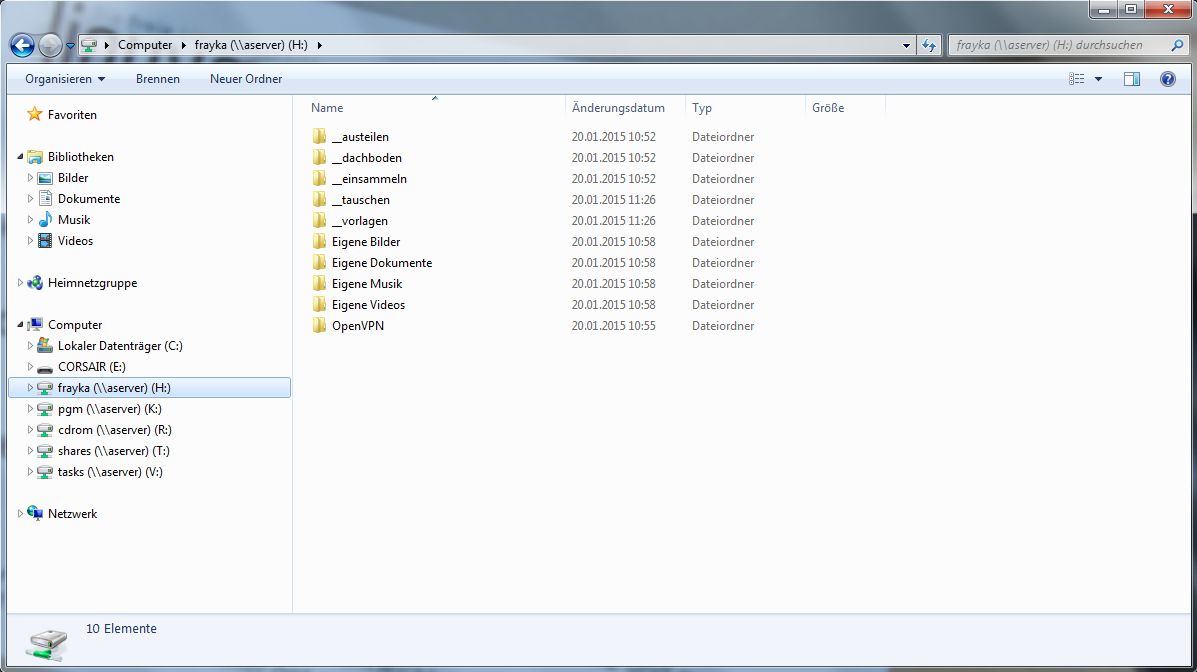 Computer frayka (\\aserver) (H:)
frayka (\\aserver) (H:) durchsuchen
Organisieren Brennen Neuer Ordner
Name Änderungsdatum Typ Größe
Favoriten
Bibliotheken
Bilder
Dokumente
Musik
Videos
Heimnetzgruppe
Computer
Lokaler Datenträger (C:)
CORSAIR (E:)
frayka (\\aserver) (H:)
pgm (\\aserver) (K:)
cdrom (\\aserver) (R:)
shares (\\aserver) (T:)
tasks (\\aserver) (V:)
Netzwerk
__austeilen 20.01.2015 10:52 Dateiordner
__dachboden 20.01.2015 10:52 Dateiordner
__einsammeln 20.01.2015 10:52 Dateiordner
__tauschen 20.01.2015 11:26 Dateiordner
__vorlagen 20.01.2015 11:26 Dateiordner
Eigene Bilder 20.01.2015 10:58 Dateiordner
Eigene Dokumente 20.01.2015 10:58 Dateiordner
Eigene Musik 20.01.2015 10:58 Dateiordner
Eigene Videos 20.01.2015 10:58 Dateiordner
OpenVPN 20.01.2015 10:55 Dateiordner
10 Elemente